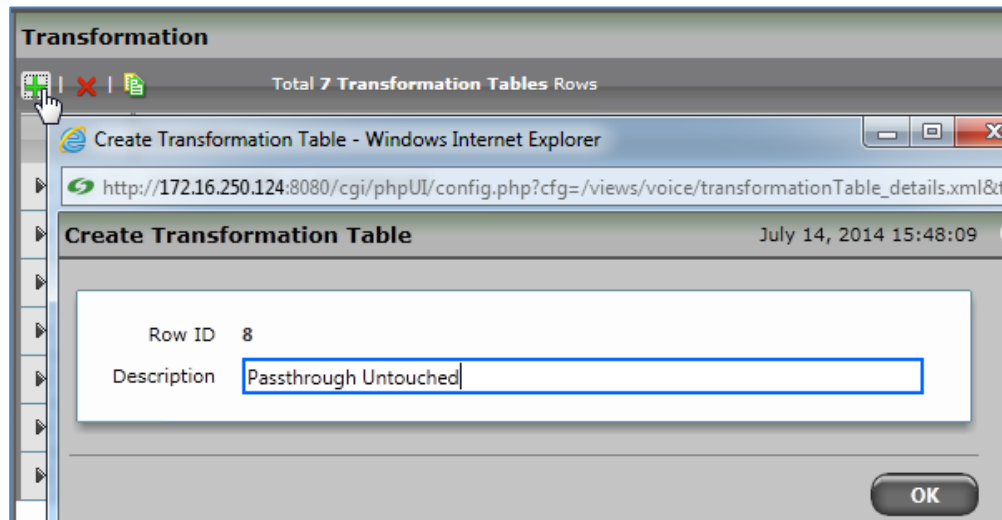 Transformation
Total 7 Transformation Tables Rows
Create Transformation Table - Windows Internet Explorer
http://172.16.250.124:8080/cgi/phpUI/config.php?cfg=/views/voice/transformationTable_details.xml&
Create Transformation Table July 14, 2014 15:48:09
Row ID 8
Description Passthrough Untouched
OK